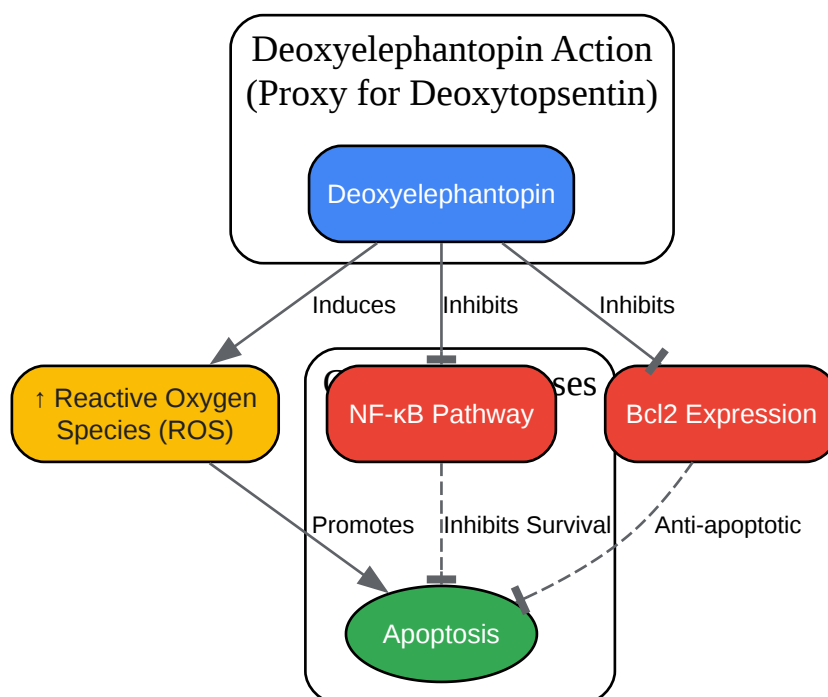 Deoxyelephantopin Action
(Proxy for Deoxytopsentin)
Deoxyelephantopin
Induces
Inhibits
Inhibits
↑ Reactive Oxygen
Species (ROS)
NF-κB Pathway
Bcl2 Expression
Promotes
Inhibits Survival
Anti-apoptotic
Apoptosis